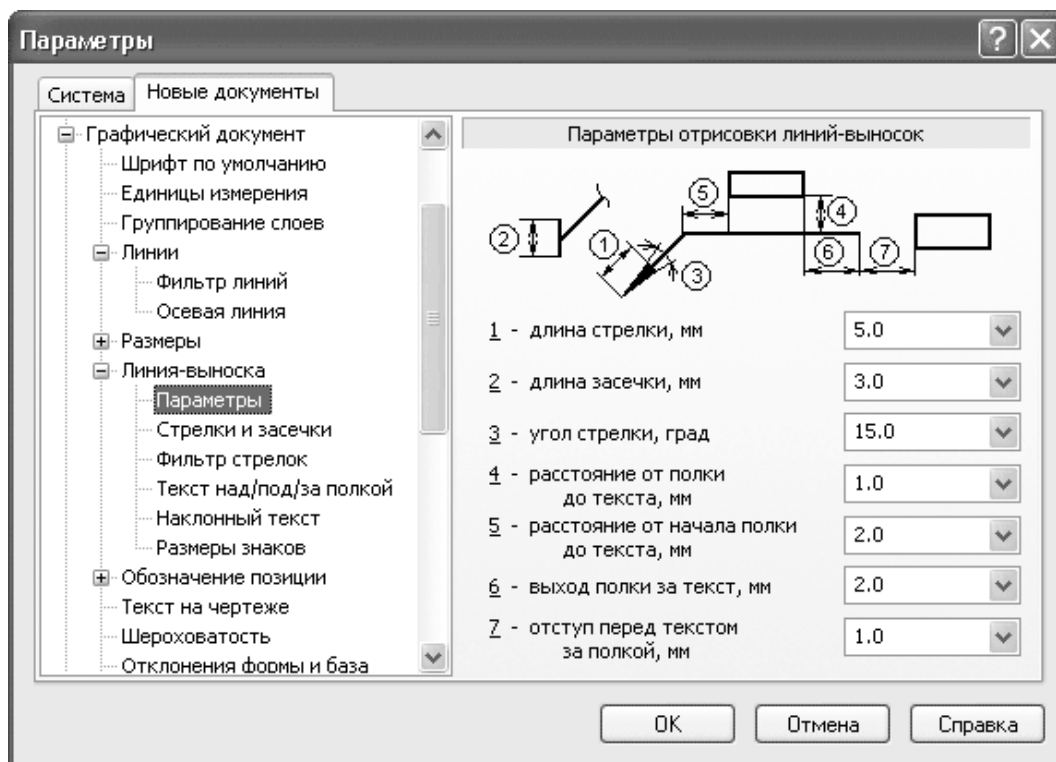 Параметры
Система
Новые документы
Графический документ
Шрифт по умолчанию
Единицы измерения
Группирование слоев
Линии
Фильтр линий
Осевая линия
Размеры
Линия-выноска
Параметры
Стрелки и засечки
Фильтр стрелок
Текст над/под/за полкой
Наклонный текст
Размеры знаков
Обозначение позиции
Текст на чертеже
Шероховатость
Отклонения формы и база
Параметры отрисовки линий-выносок
5
4
2
1
6
7
3
1 - длина стрелки, мм 5.0
2 - длина засечки, мм 3.0
3 - угол стрелки, град 15.0
4 - расстояние от полки
до текста, мм 1.0
5 - расстояние от начала полки
до текста, мм 2.0
6 - выход полки за текст, мм 2.0
7 - отступ перед текстом
за полкой, мм 1.0
OK
Отмена
Справка